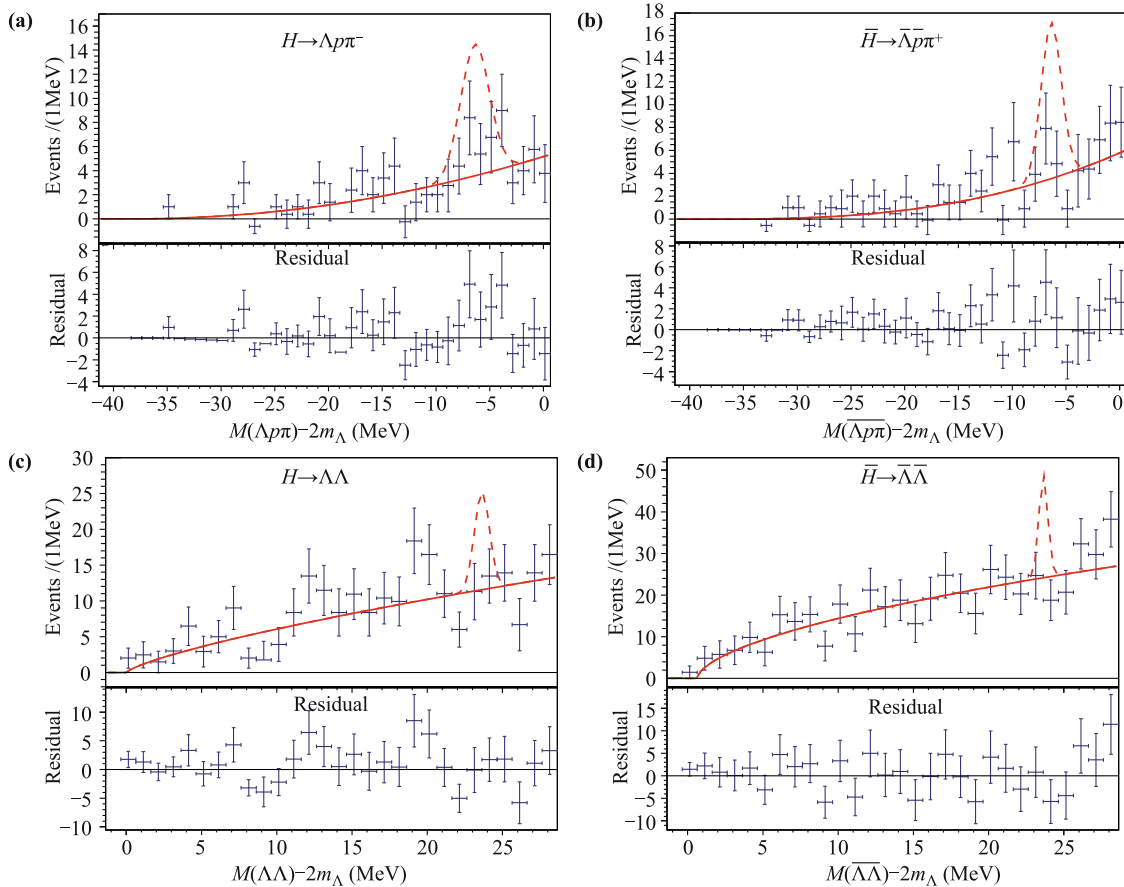 (a)
H→Λpπ⁻
Events /(1MeV)
16
14
12
10
8
6
4
2
0
Residual
Residual
8
6
4
2
0
−2
−4
−40 −35 −30 −25 −20 −15 −10 −5 0
M(Λpπ)−2m_Λ (MeV)
(b)
H̅→Λ̅p̅π⁺
Events /(1MeV)
18
16
14
12
10
8
6
4
2
0
Residual
Residual
8
6
4
2
0
−2
−4
−40 −35 −30 −25 −20 −15 −10 −5 0
M(Λ̅p̅π̅)−2m_Λ (MeV)
(c)
H→ΛΛ
Events /(1MeV)
30
25
20
15
10
5
0
Residual
Residual
10
5
0
−5
−10
0 5 10 15 20 25
M(ΛΛ)−2m_Λ (MeV)
(d)
H̅→Λ̅Λ̅
Events /(1MeV)
50
40
30
20
10
0
Residual
Residual
15
10
5
0
−5
−10
0 5 10 15 20 25
M(Λ̅Λ̅)−2m_Λ (MeV)